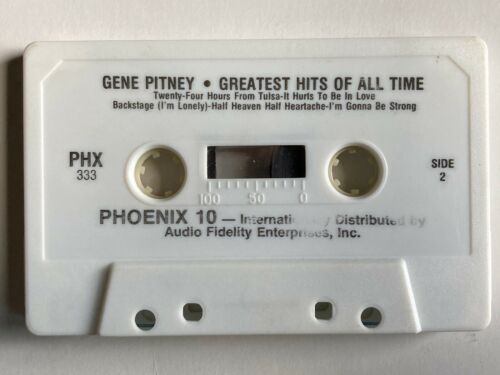 GENE PITNEY • GREATEST HITS OF ALL TIME
Twenty-Four Hours From Tulsa-It Hurts To Be In Love
Backstage (I'm Lonely)-Half Heaven Half Heartache-I'm Gonna Be Strong
PHX
333
SIDE
2
100 50 0
PHOENIX 10 — Internationally Distributed by
Audio Fidelity Enterprises, Inc.